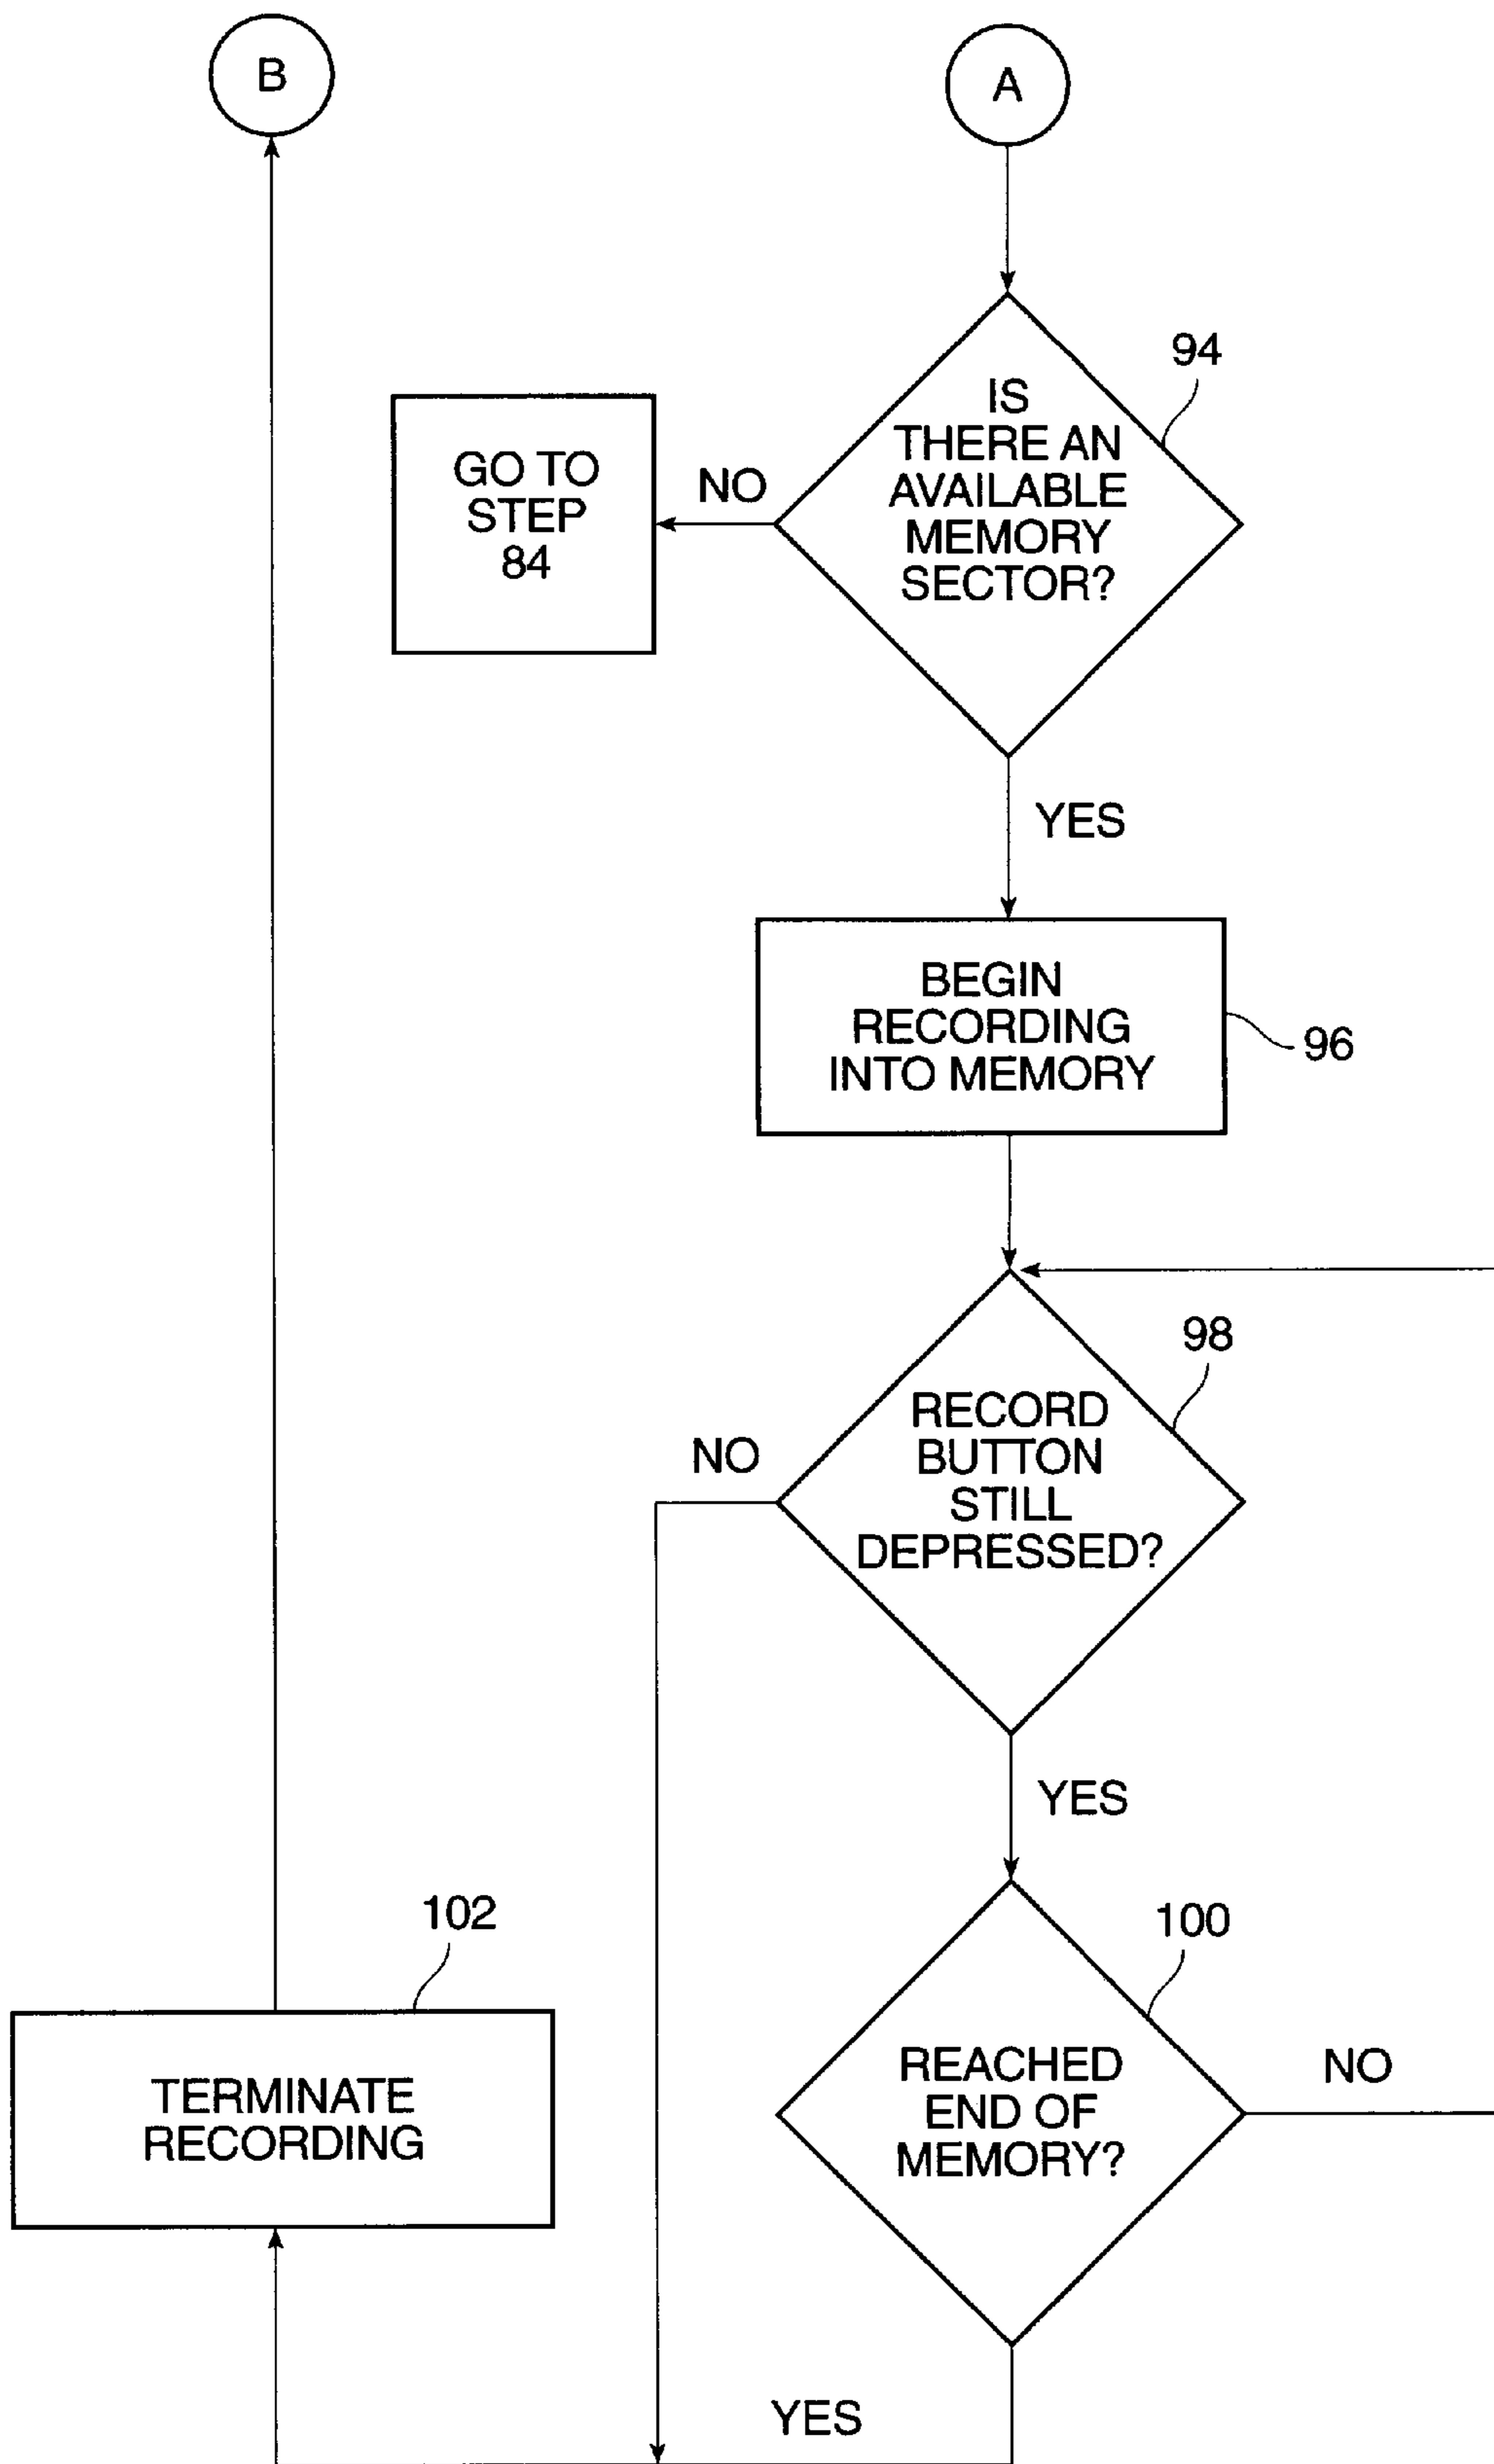 B
A
94
IS
THERE AN
AVAILABLE
MEMORY
SECTOR?
NO
GO TO
STEP
84
YES
BEGIN
RECORDING
INTO MEMORY
96
98
RECORD
BUTTON
STILL
DEPRESSED?
NO
YES
102
100
TERMINATE
RECORDING
REACHED
END OF
MEMORY?
NO
YES